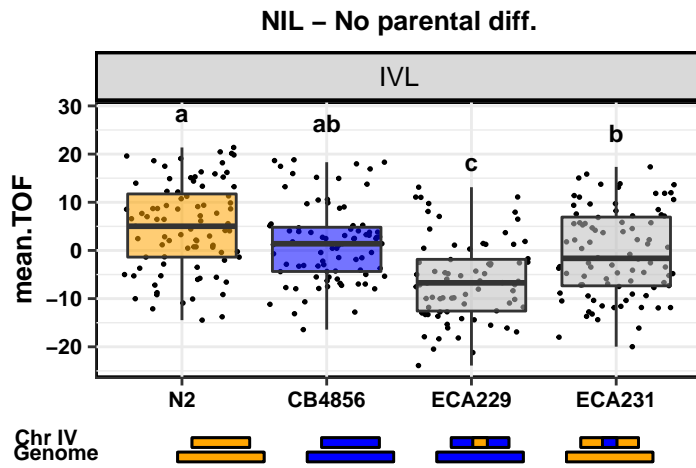 NIL – No parental diff.
IVL
mean.TOF
30
20
10
0
−10
−20
a
ab
c
b
N2 CB4856 ECA229 ECA231
Chr IV
Genome